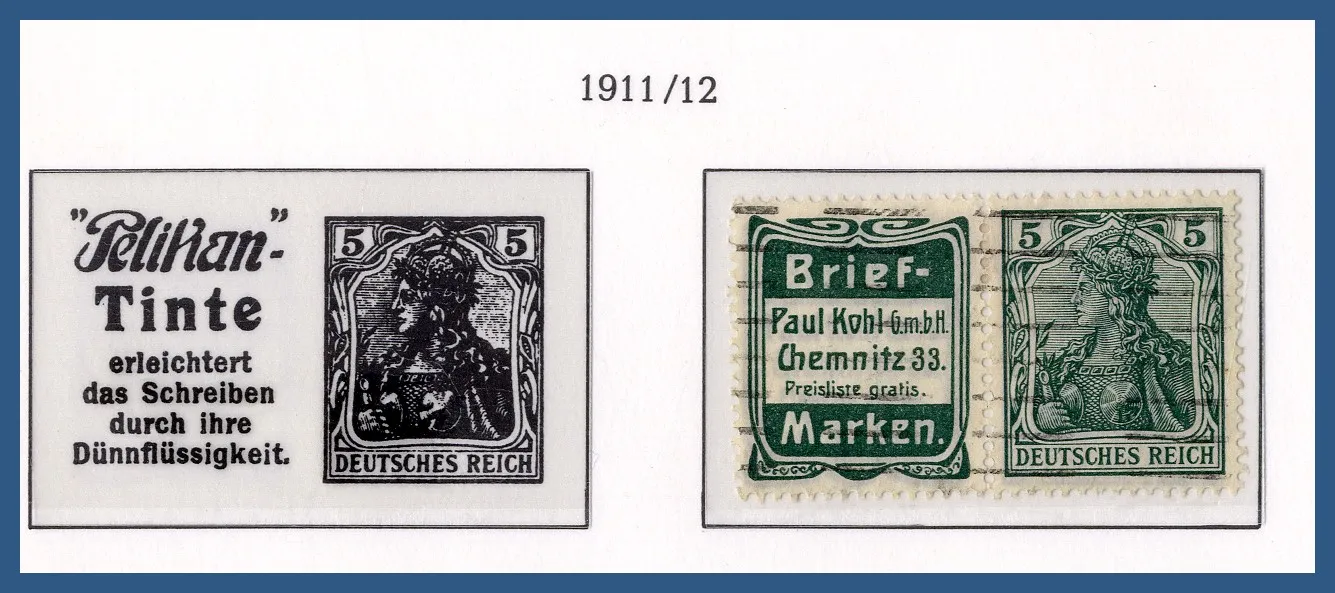 1911/12
"Pelikan"-
Tinte
erleichtert
das Schreiben
durch ihre
Dünnflüssigkeit.
5 5
DEUTSCHES REICH
Brief-
Paul Kohl G.m.b.H.
Chemnitz 33.
Preisliste gratis.
Marken.
5 5
DEUTSCHES REICH